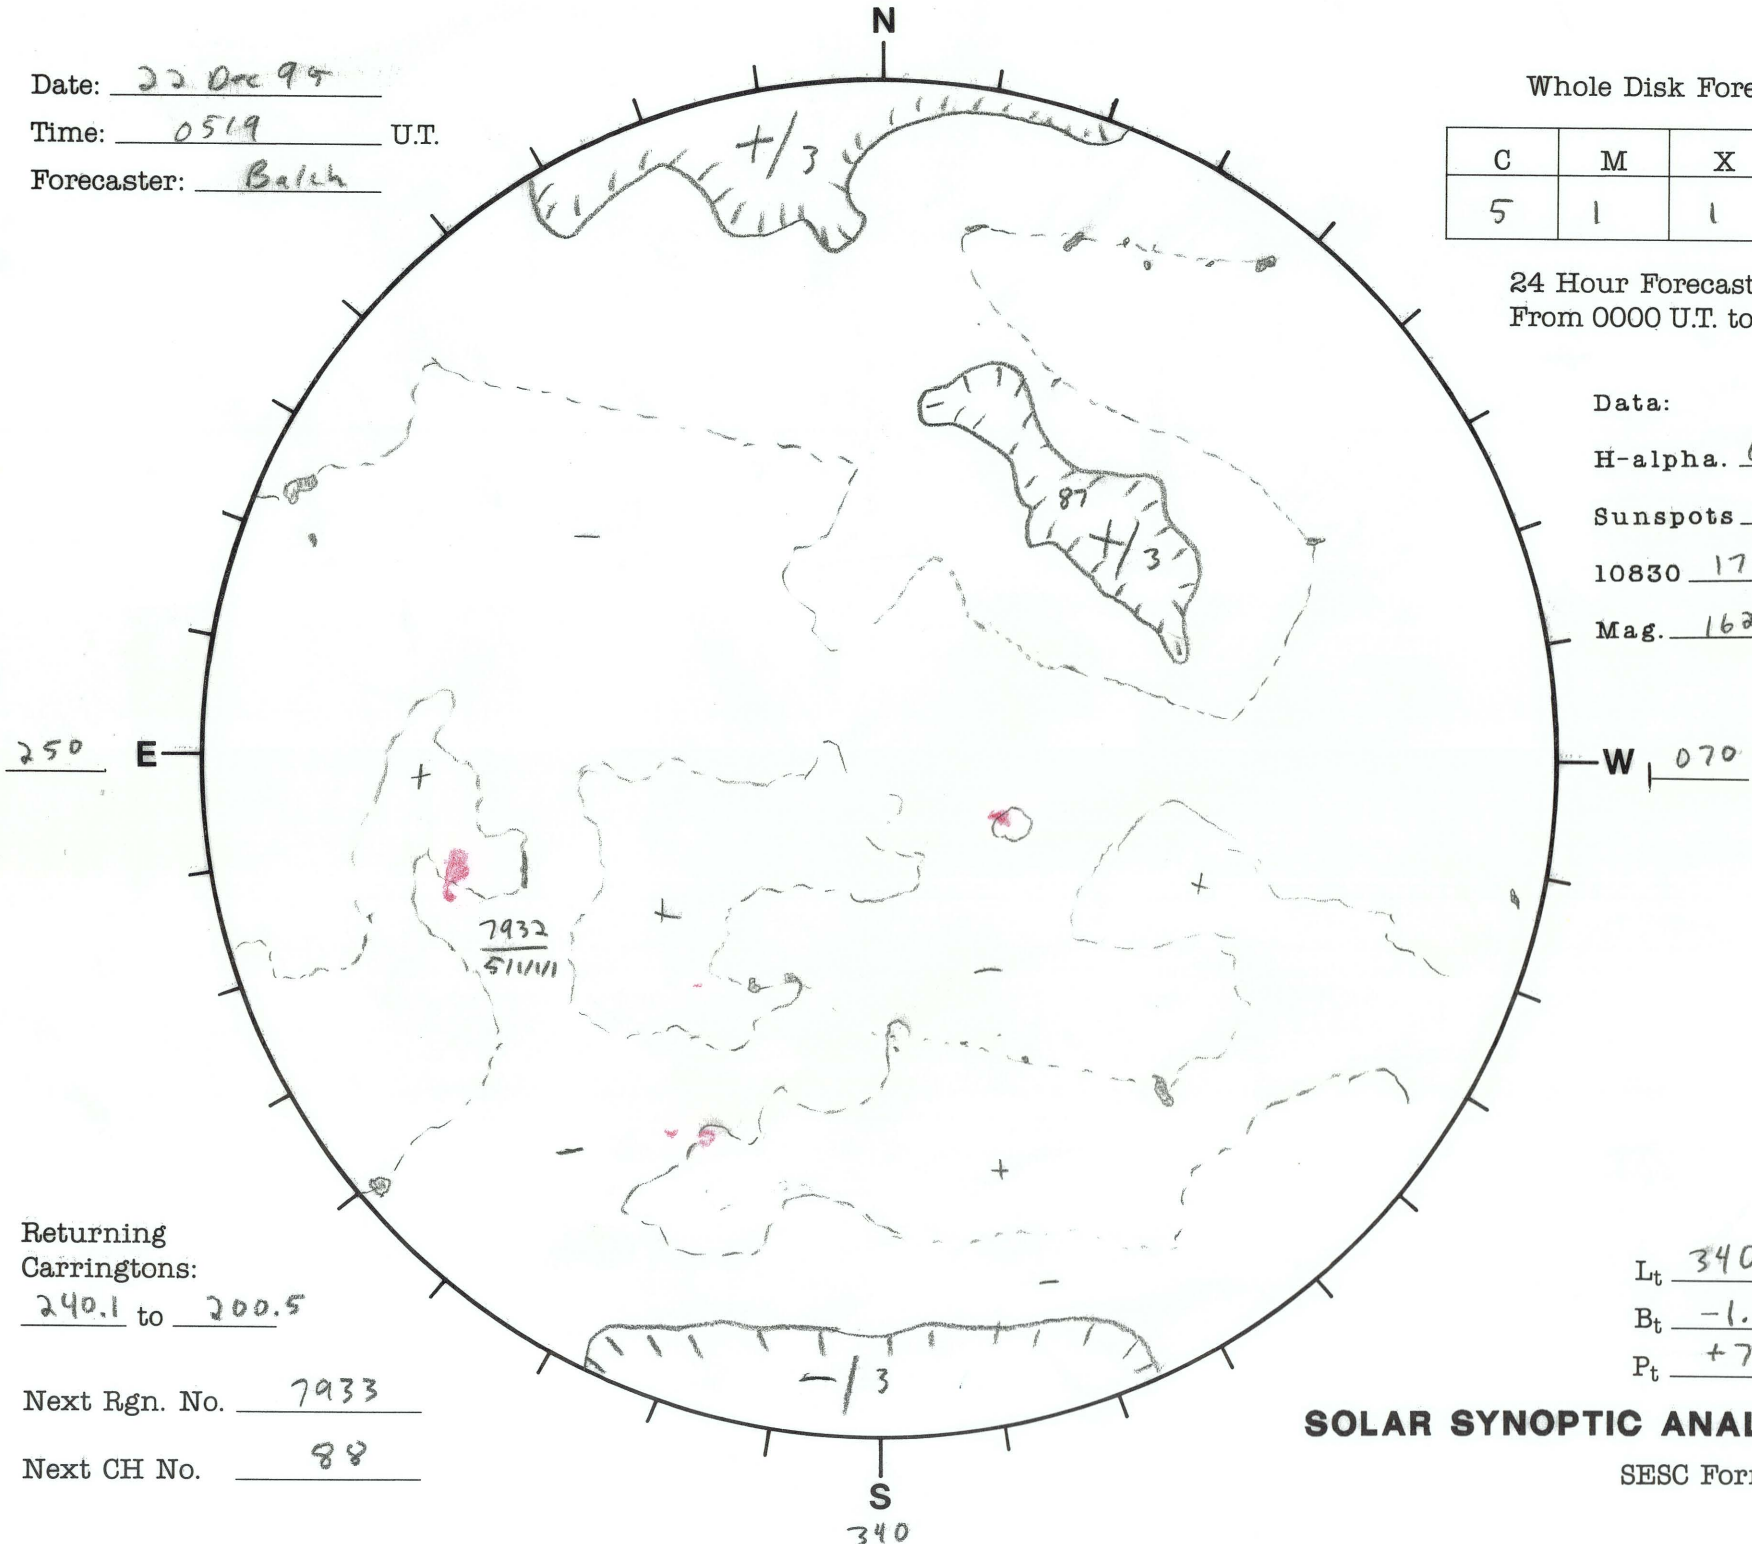 N
Date: 22 Dec 95
Time: 0519 U.T.
Forecaster: Balch
Whole Disk Fore
C M X
5 1 1
24 Hour Forecast
From 0000 U.T. to
Data:
H-alpha.
Sunspots
10830 17
Mag. 162
+/3
87
+/3
-
250 E
W 070
+
+
+
7932
5/1/1/1
-
-
+
-
-/3
Returning
Carringtons:
240.1 to 200.5
Next Rgn. No. 7933
Next CH No. 88
Lt 340
Bt -1.
Pt +7
SOLAR SYNOPTIC ANAL
SESC For
S
340